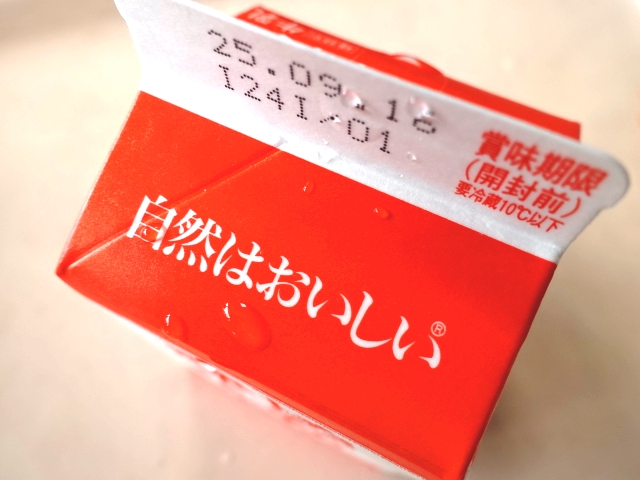 25.09.16
I24I/01
賞味期限
(開封前)
要冷蔵10℃以下
自然はおいしい®